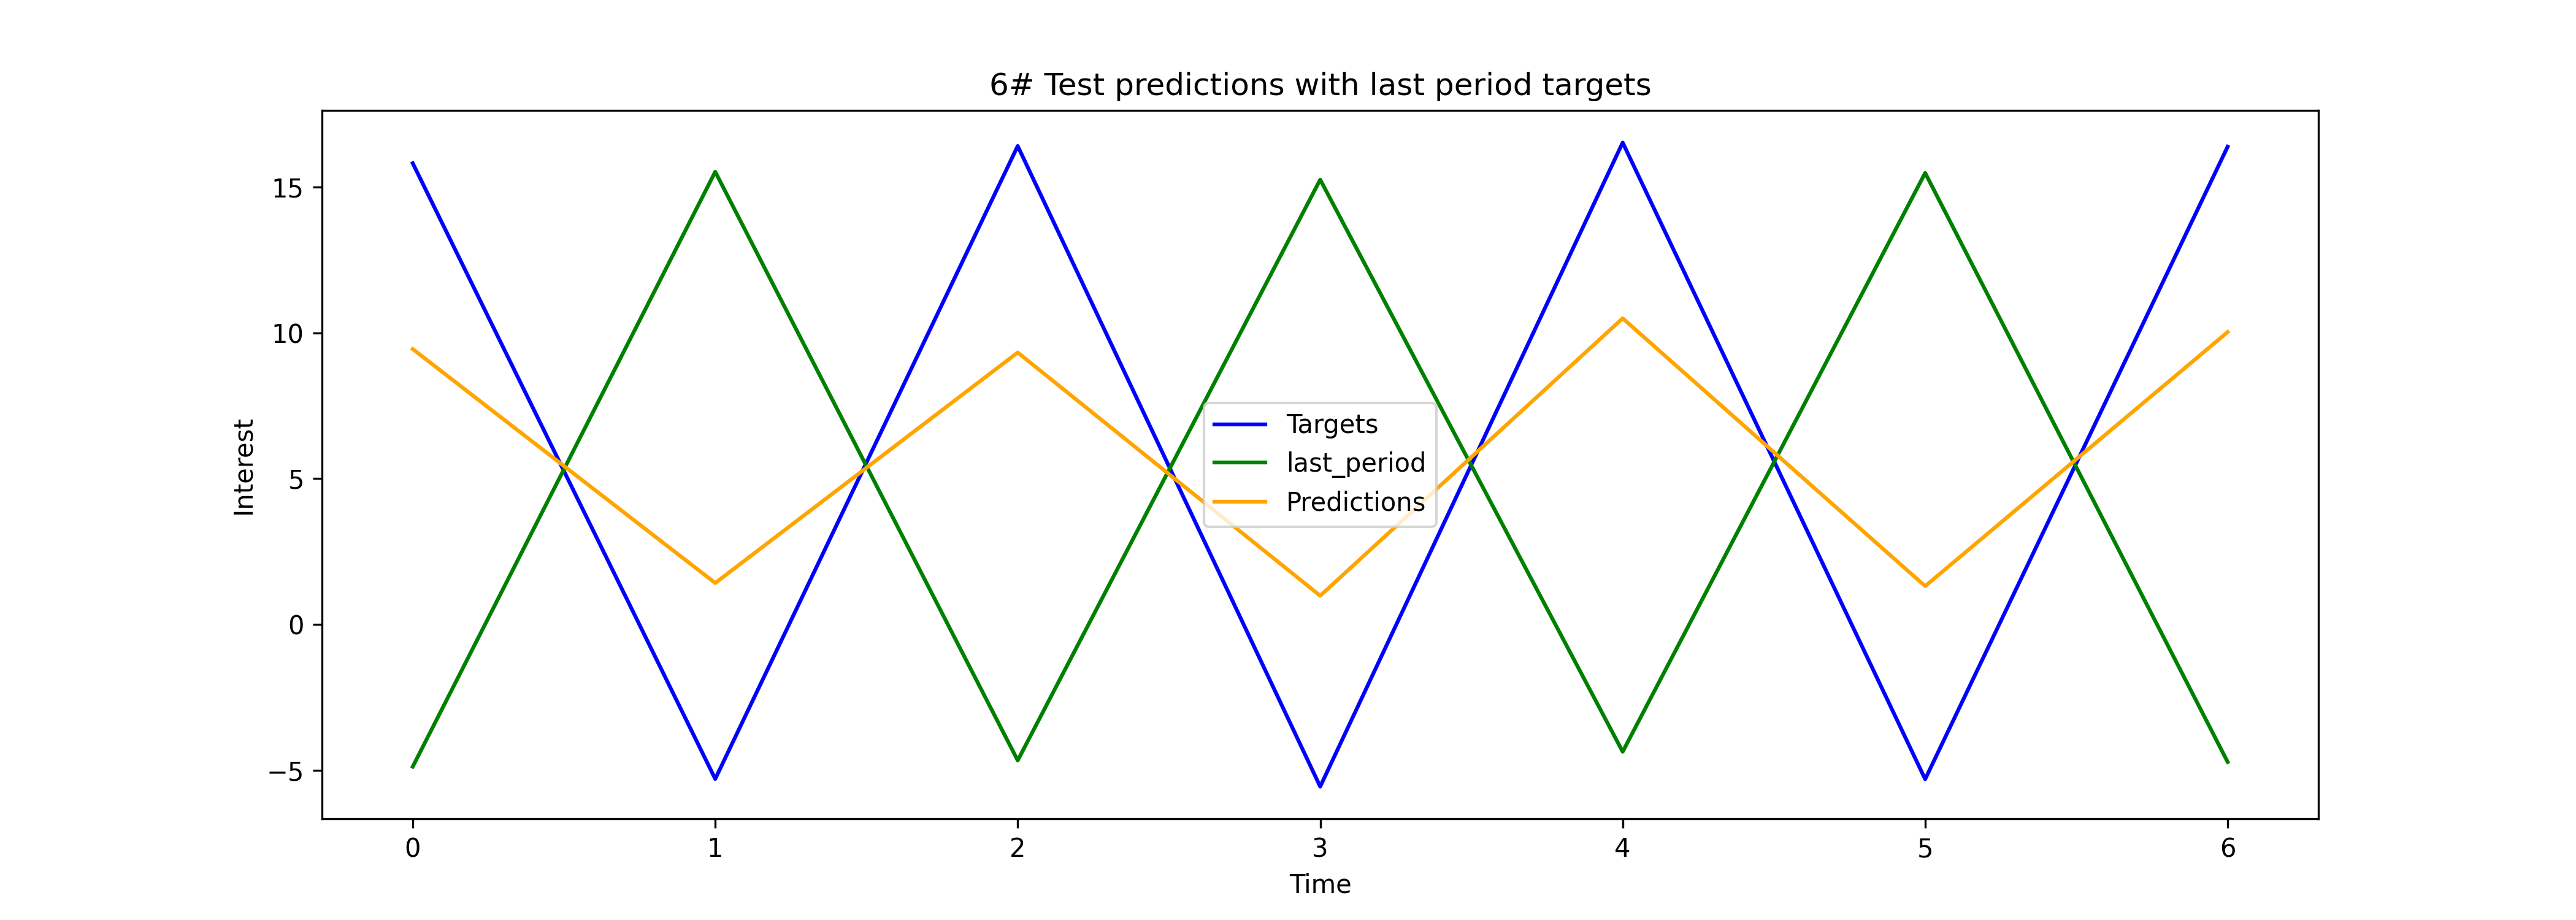 6# Test predictions with last period targets
Interest
15
10
5
0
−5
Targets
last_period
Predictions
0 1 2 3 4 5 6
Time